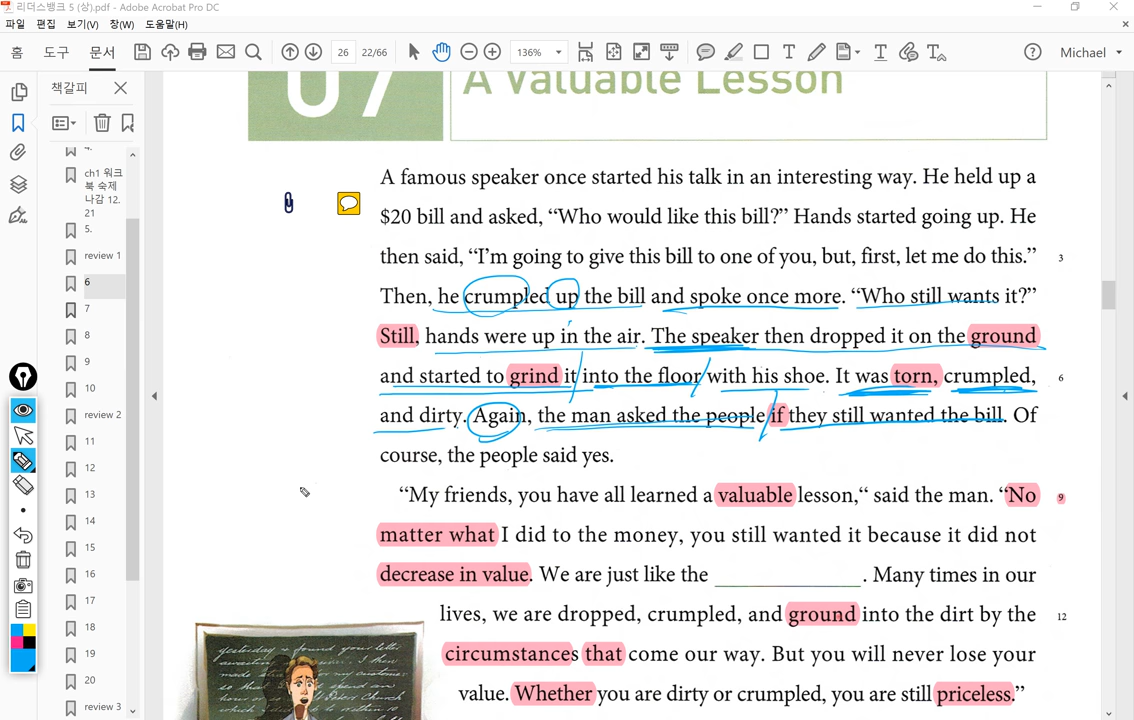 리더스뱅크 5 (상).pdf - Adobe Acrobat Pro DC
파일 편집 보기(V) 창(W) 도움말(H)
홈 도구 문서 26 22/66 136% Michael
책갈피
4.
ch1 워크
북 숙제
나감 12.
21
5.
review 1
6
7
8
9
10
review 2
11
12
13
14
15
16
17
18
19
20
review 3
07 A Valuable Lesson
A famous speaker once started his talk in an interesting way. He held up a
$20 bill and asked, “Who would like this bill?” Hands started going up. He
then said, “I’m going to give this bill to one of you, but, first, let me do this.” 3
Then, he crumpled up the bill and spoke once more. “Who still wants it?”
Still, hands were up in the air. The speaker then dropped it on the ground
and started to grind it into the floor with his shoe. It was torn, crumpled, 6
and dirty. Again, the man asked the people if they still wanted the bill. Of
course, the people said yes.
“My friends, you have all learned a valuable lesson,“ said the man. “No 9
matter what I did to the money, you still wanted it because it did not
decrease in value. We are just like the ______________. Many times in our
lives, we are dropped, crumpled, and ground into the dirt by the 12
circumstances that come our way. But you will never lose your
value. Whether you are dirty or crumpled, you are still priceless.”